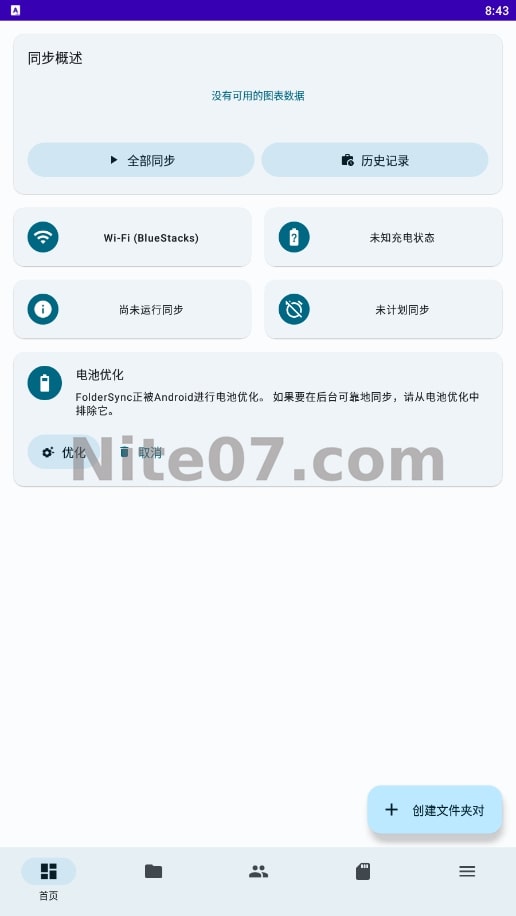 A 8:43
同步概述
没有可用的图表数据
全部同步 历史记录
Wi-Fi (BlueStacks) 未知充电状态
尚未运行同步 未计划同步
电池优化
FolderSync正被Android进行电池优化。 如果要在后台可靠地同步，请从电池优化中
排除它。
优化 取消
Nite07.com
创建文件夹对
首页